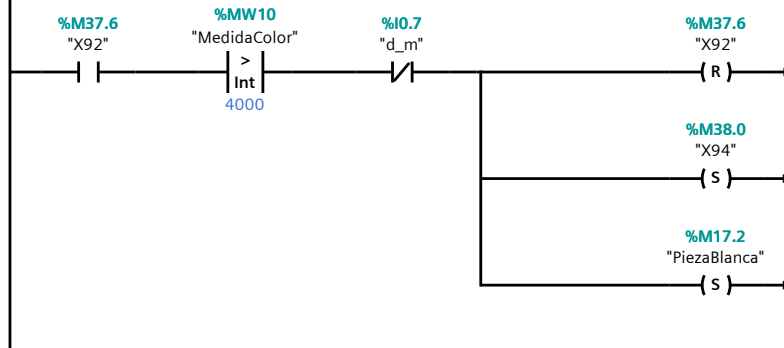 %M37.6
"X92"
%MW10
"MedidaColor"
>
Int
4000
%I0.7
"d_m"
%M37.6
"X92"
R
%M38.0
"X94"
S
%M17.2
"PiezaBlanca"
S